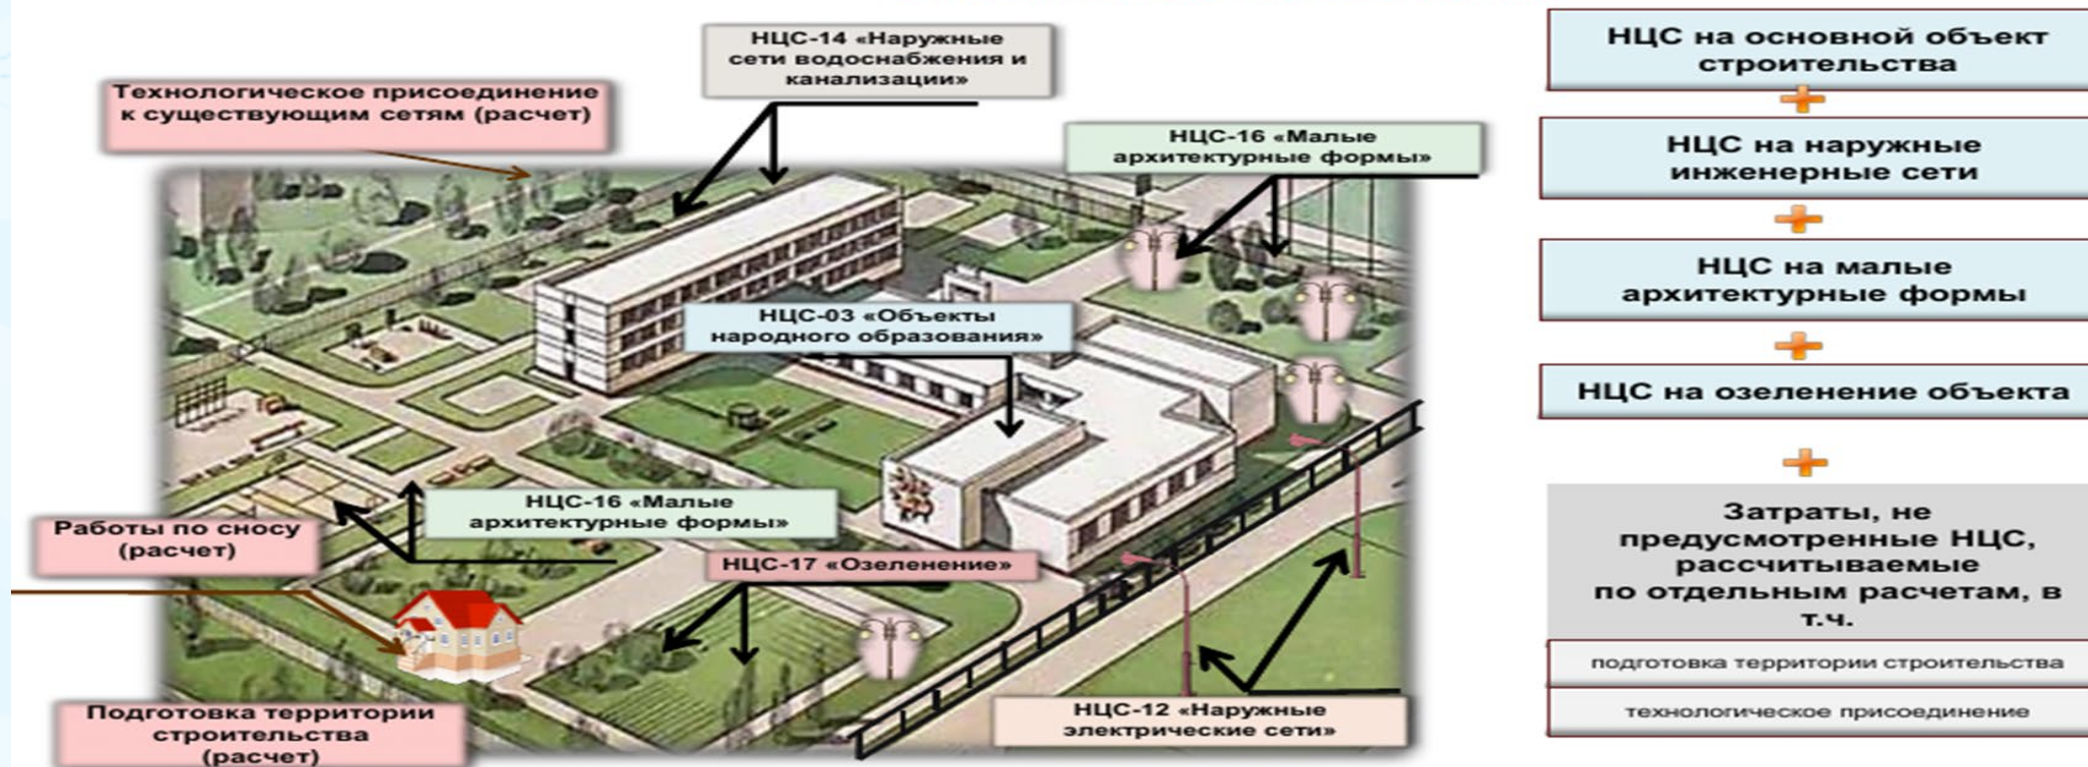 НЦС-14 «Наружные
сети водоснабжения и
канализации»
Технологическое присоединение
к существующим сетям (расчет)
НЦС-16 «Малые
архитектурные формы»
НЦС-03 «Объекты
народного образования»
НЦС-16 «Малые
архитектурные формы»
Работы по сносу
(расчет)
НЦС-17 «Озеленение»
Подготовка территории
строительства
(расчет)
НЦС-12 «Наружные
электрические сети»
НЦС на основной объект
строительства
НЦС на наружные
инженерные сети
НЦС на малые
архитектурные формы
НЦС на озеленение объекта
Затраты, не
предусмотренные НЦС,
рассчитываемые
по отдельным расчетам, в
т.ч.
подготовка территории строительства
технологическое присоединение